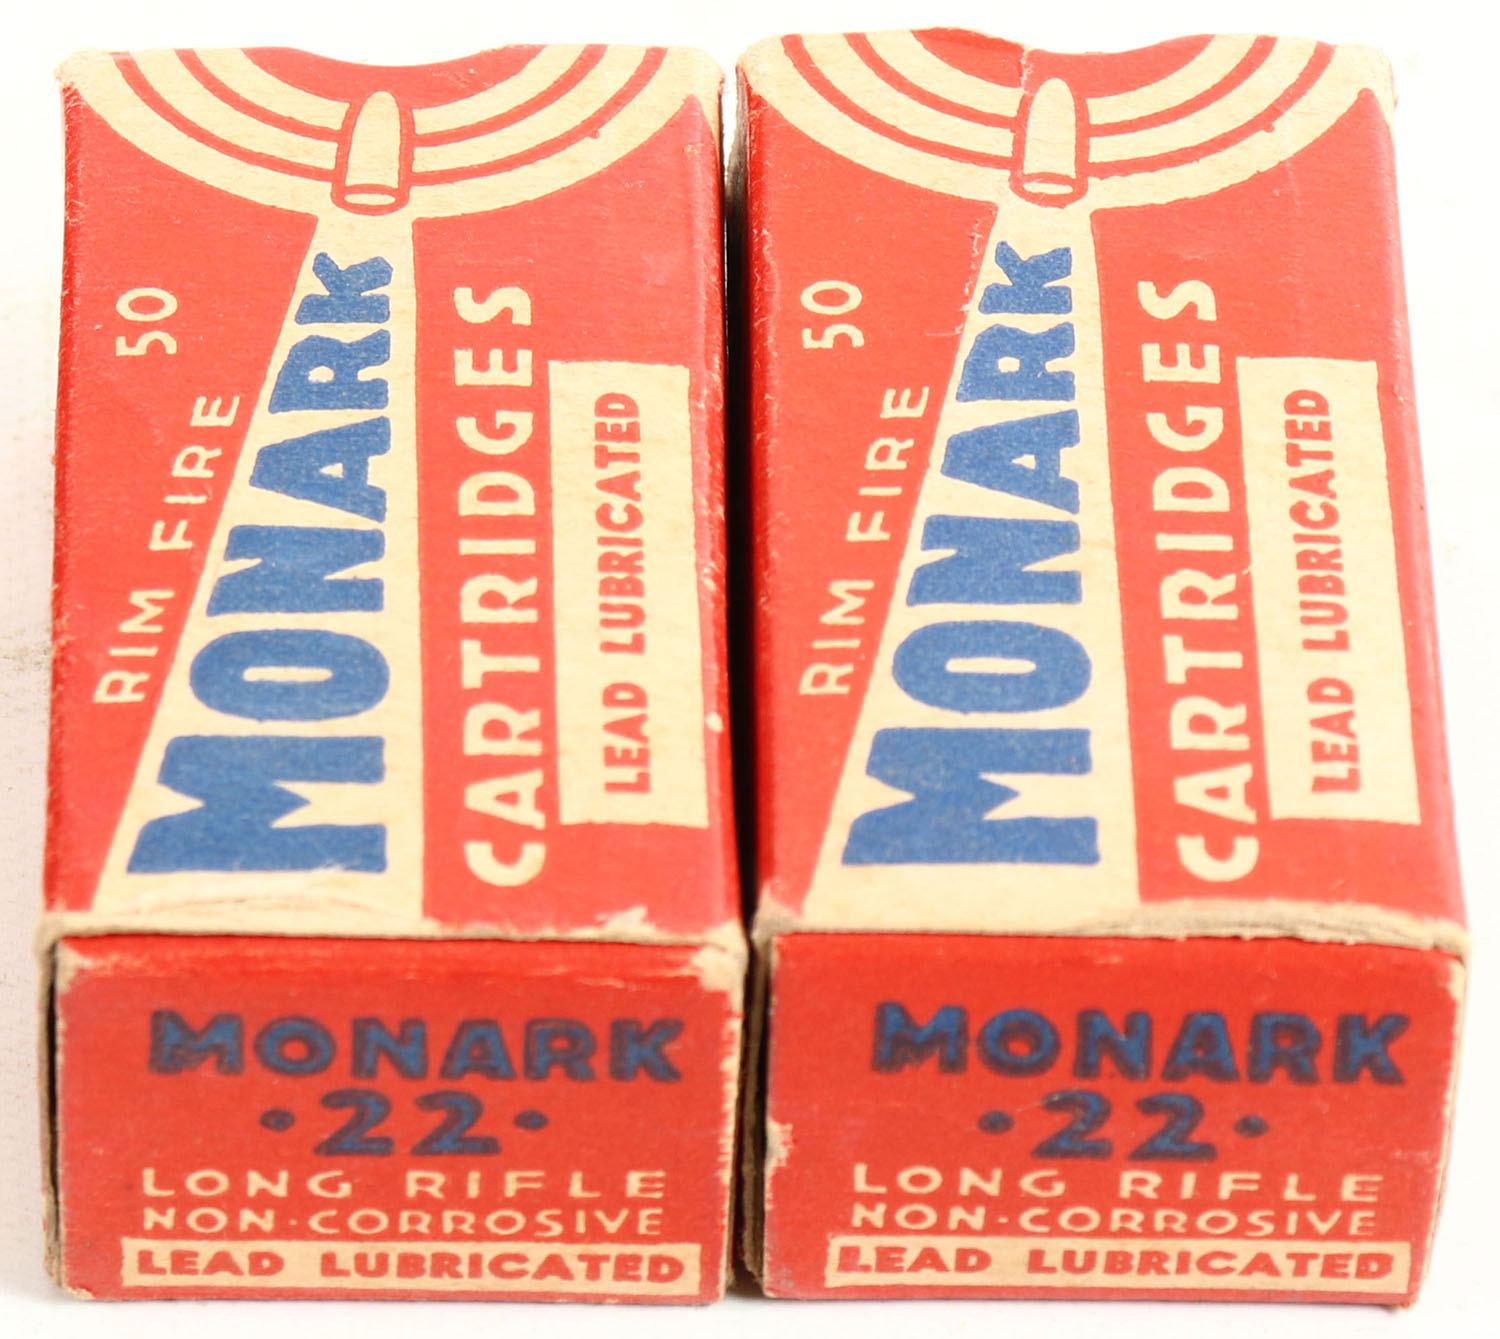 50
RIM FIRE
MONARK
CARTRIDGES
LEAD LUBRICATED
MONARK
·22·
LONG RIFLE
NON-CORROSIVE
LEAD LUBRICATED
50
RIM FIRE
MONARK
CARTRIDGES
LEAD LUBRICATED
MONARK
·22·
LONG RIFLE
NON-CORROSIVE
LEAD LUBRICATED